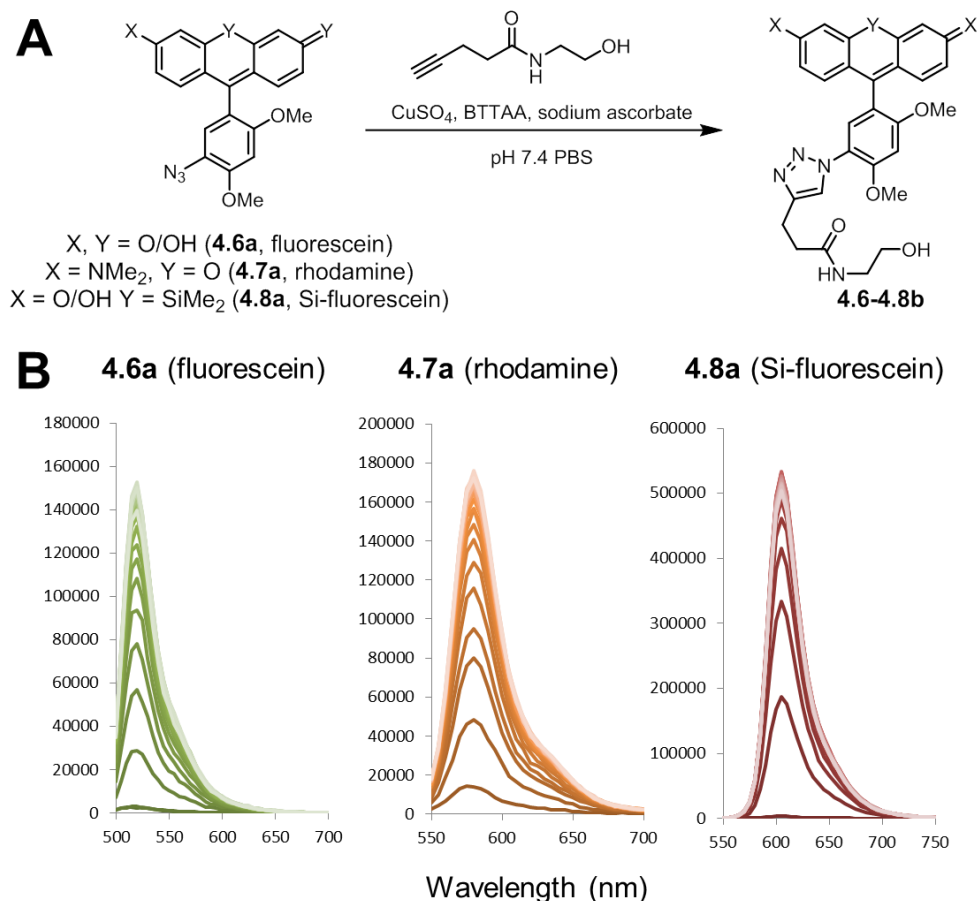 A
X
Y
Y
OMe
N3
OMe
X, Y = O/OH (4.6a, fluorescein)
X = NMe2, Y = O (4.7a, rhodamine)
X = O/OH Y = SiMe2 (4.8a, Si-fluorescein)
O
N
H
OH
CuSO4, BTTAA, sodium ascorbate
pH 7.4 PBS
X
Y
X
OMe
N
N
N
OMe
O
HN
OH
4.6-4.8b
B
4.6a (fluorescein)
4.7a (rhodamine)
4.8a (Si-fluorescein)
180000
160000
140000
120000
100000
80000
60000
40000
20000
0
500
550
600
650
700
200000
180000
160000
140000
120000
100000
80000
60000
40000
20000
0
550
600
650
700
600000
500000
400000
300000
200000
100000
0
550
600
650
700
750
Wavelength (nm)